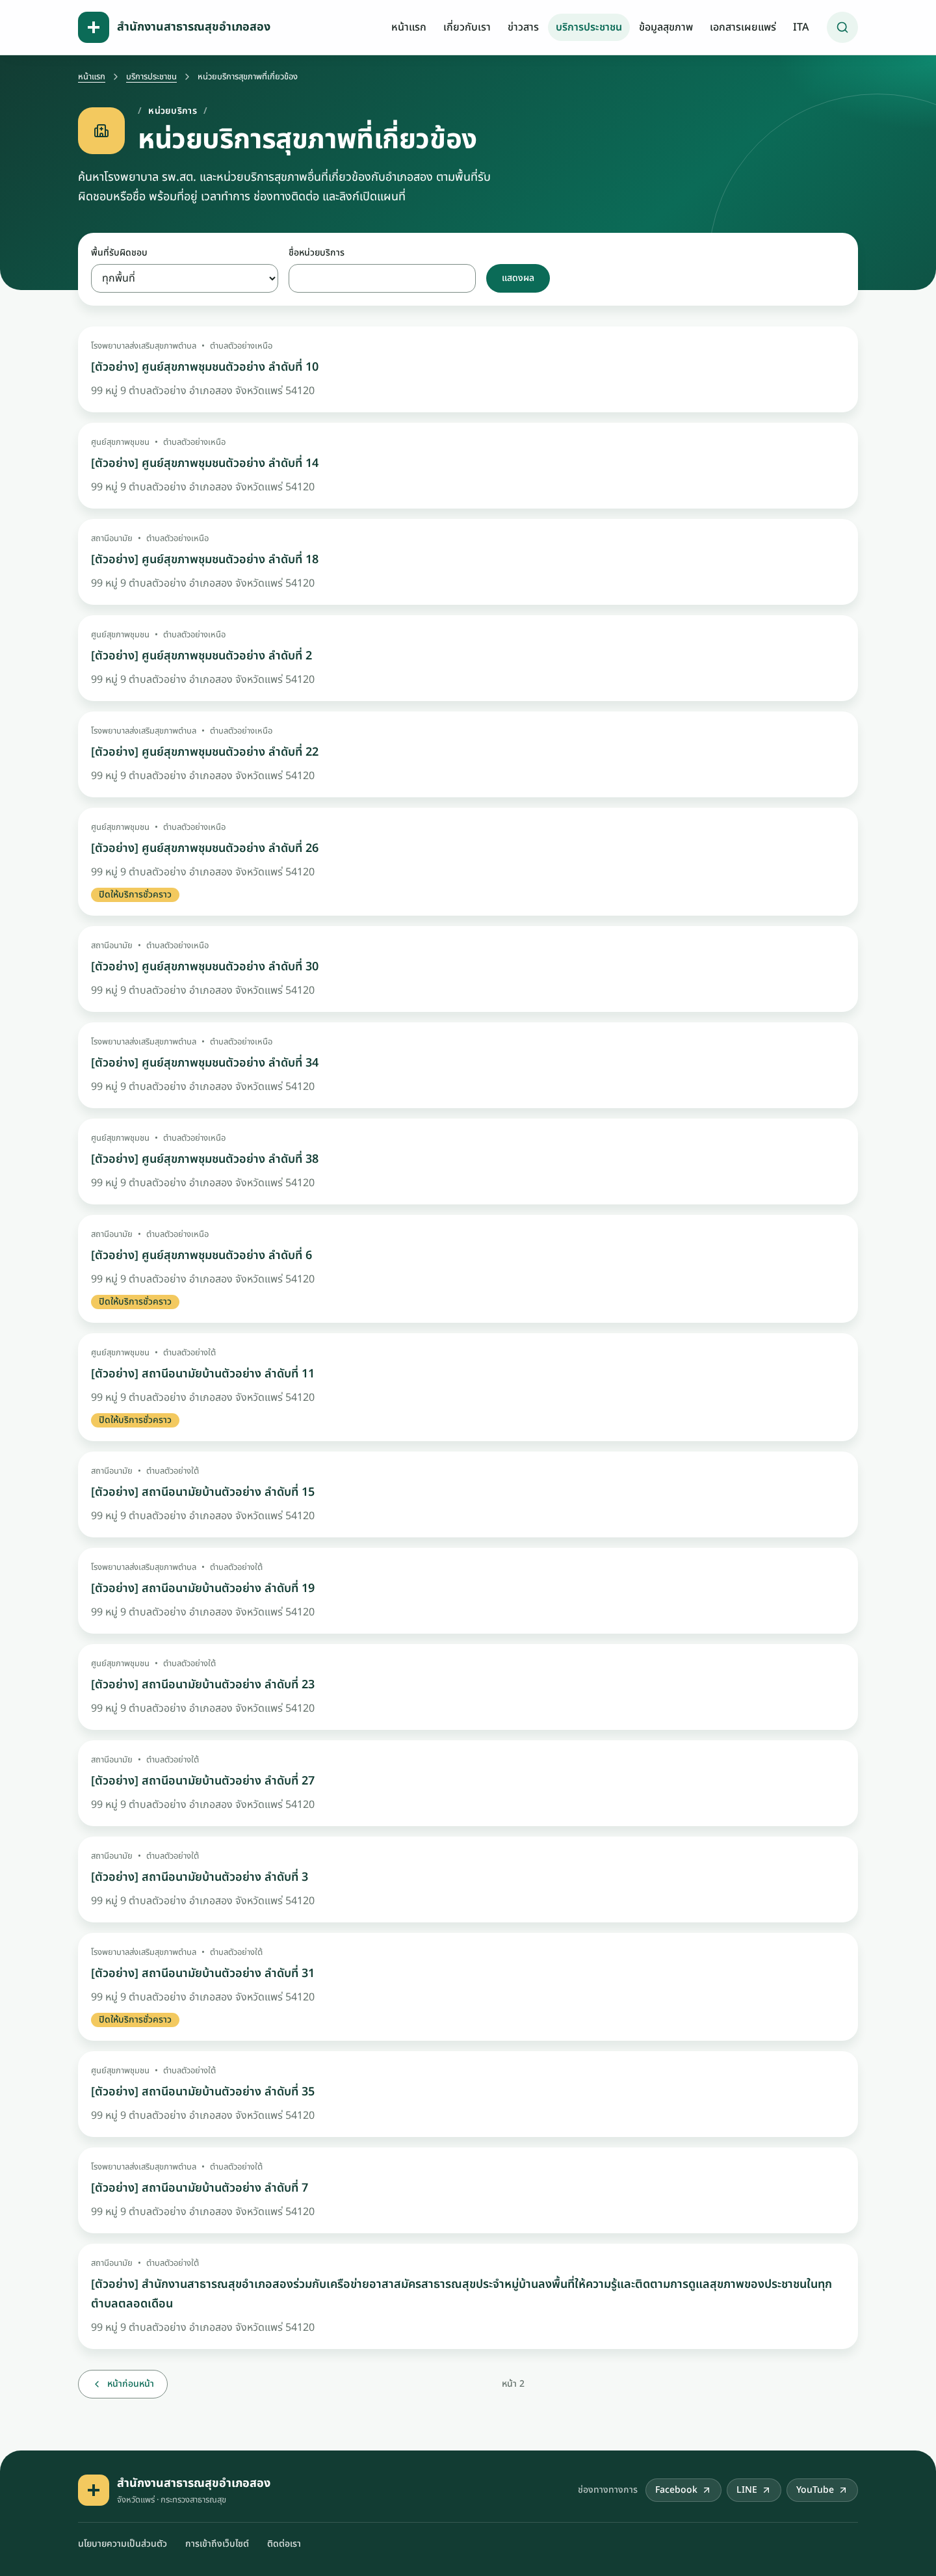 สำนักงานสาธารณสุขอำเภอสอง
หน้าแรก เกี่ยวกับเรา ข่าวสาร บริการประชาชน ข้อมูลสุขภาพ เอกสารเผยแพร่ ITA
หน้าแรก > บริการประชาชน > หน่วยบริการสุขภาพที่เกี่ยวข้อง
/ หน่วยบริการ /
หน่วยบริการสุขภาพที่เกี่ยวข้อง
ค้นหาโรงพยาบาล รพ.สต. และหน่วยบริการสุขภาพอื่นที่เกี่ยวข้องกับอำเภอสอง ตามพื้นที่รับ
ผิดชอบหรือชื่อ พร้อมที่อยู่ เวลาทำการ ช่องทางติดต่อ และลิงก์เปิดแผนที่
พื้นที่รับผิดชอบ ชื่อหน่วยบริการ
ทุกพื้นที่ แสดงผล
โรงพยาบาลส่งเสริมสุขภาพตำบล • ตำบลตัวอย่างเหนือ
[ตัวอย่าง] ศูนย์สุขภาพชุมชนตัวอย่าง ลำดับที่ 10
99 หมู่ 9 ตำบลตัวอย่าง อำเภอสอง จังหวัดแพร่ 54120
ศูนย์สุขภาพชุมชน • ตำบลตัวอย่างเหนือ
[ตัวอย่าง] ศูนย์สุขภาพชุมชนตัวอย่าง ลำดับที่ 14
99 หมู่ 9 ตำบลตัวอย่าง อำเภอสอง จังหวัดแพร่ 54120
สถานีอนามัย • ตำบลตัวอย่างเหนือ
[ตัวอย่าง] ศูนย์สุขภาพชุมชนตัวอย่าง ลำดับที่ 18
99 หมู่ 9 ตำบลตัวอย่าง อำเภอสอง จังหวัดแพร่ 54120
ศูนย์สุขภาพชุมชน • ตำบลตัวอย่างเหนือ
[ตัวอย่าง] ศูนย์สุขภาพชุมชนตัวอย่าง ลำดับที่ 2
99 หมู่ 9 ตำบลตัวอย่าง อำเภอสอง จังหวัดแพร่ 54120
โรงพยาบาลส่งเสริมสุขภาพตำบล • ตำบลตัวอย่างเหนือ
[ตัวอย่าง] ศูนย์สุขภาพชุมชนตัวอย่าง ลำดับที่ 22
99 หมู่ 9 ตำบลตัวอย่าง อำเภอสอง จังหวัดแพร่ 54120
ศูนย์สุขภาพชุมชน • ตำบลตัวอย่างเหนือ
[ตัวอย่าง] ศูนย์สุขภาพชุมชนตัวอย่าง ลำดับที่ 26
99 หมู่ 9 ตำบลตัวอย่าง อำเภอสอง จังหวัดแพร่ 54120
ปิดให้บริการชั่วคราว
สถานีอนามัย • ตำบลตัวอย่างเหนือ
[ตัวอย่าง] ศูนย์สุขภาพชุมชนตัวอย่าง ลำดับที่ 30
99 หมู่ 9 ตำบลตัวอย่าง อำเภอสอง จังหวัดแพร่ 54120
โรงพยาบาลส่งเสริมสุขภาพตำบล • ตำบลตัวอย่างเหนือ
[ตัวอย่าง] ศูนย์สุขภาพชุมชนตัวอย่าง ลำดับที่ 34
99 หมู่ 9 ตำบลตัวอย่าง อำเภอสอง จังหวัดแพร่ 54120
ศูนย์สุขภาพชุมชน • ตำบลตัวอย่างเหนือ
[ตัวอย่าง] ศูนย์สุขภาพชุมชนตัวอย่าง ลำดับที่ 38
99 หมู่ 9 ตำบลตัวอย่าง อำเภอสอง จังหวัดแพร่ 54120
สถานีอนามัย • ตำบลตัวอย่างเหนือ
[ตัวอย่าง] ศูนย์สุขภาพชุมชนตัวอย่าง ลำดับที่ 6
99 หมู่ 9 ตำบลตัวอย่าง อำเภอสอง จังหวัดแพร่ 54120
ปิดให้บริการชั่วคราว
ศูนย์สุขภาพชุมชน • ตำบลตัวอย่างใต้
[ตัวอย่าง] สถานีอนามัยบ้านตัวอย่าง ลำดับที่ 11
99 หมู่ 9 ตำบลตัวอย่าง อำเภอสอง จังหวัดแพร่ 54120
ปิดให้บริการชั่วคราว
สถานีอนามัย • ตำบลตัวอย่างใต้
[ตัวอย่าง] สถานีอนามัยบ้านตัวอย่าง ลำดับที่ 15
99 หมู่ 9 ตำบลตัวอย่าง อำเภอสอง จังหวัดแพร่ 54120
โรงพยาบาลส่งเสริมสุขภาพตำบล • ตำบลตัวอย่างใต้
[ตัวอย่าง] สถานีอนามัยบ้านตัวอย่าง ลำดับที่ 19
99 หมู่ 9 ตำบลตัวอย่าง อำเภอสอง จังหวัดแพร่ 54120
ศูนย์สุขภาพชุมชน • ตำบลตัวอย่างใต้
[ตัวอย่าง] สถานีอนามัยบ้านตัวอย่าง ลำดับที่ 23
99 หมู่ 9 ตำบลตัวอย่าง อำเภอสอง จังหวัดแพร่ 54120
สถานีอนามัย • ตำบลตัวอย่างใต้
[ตัวอย่าง] สถานีอนามัยบ้านตัวอย่าง ลำดับที่ 27
99 หมู่ 9 ตำบลตัวอย่าง อำเภอสอง จังหวัดแพร่ 54120
สถานีอนามัย • ตำบลตัวอย่างใต้
[ตัวอย่าง] สถานีอนามัยบ้านตัวอย่าง ลำดับที่ 3
99 หมู่ 9 ตำบลตัวอย่าง อำเภอสอง จังหวัดแพร่ 54120
โรงพยาบาลส่งเสริมสุขภาพตำบล • ตำบลตัวอย่างใต้
[ตัวอย่าง] สถานีอนามัยบ้านตัวอย่าง ลำดับที่ 31
99 หมู่ 9 ตำบลตัวอย่าง อำเภอสอง จังหวัดแพร่ 54120
ปิดให้บริการชั่วคราว
ศูนย์สุขภาพชุมชน • ตำบลตัวอย่างใต้
[ตัวอย่าง] สถานีอนามัยบ้านตัวอย่าง ลำดับที่ 35
99 หมู่ 9 ตำบลตัวอย่าง อำเภอสอง จังหวัดแพร่ 54120
โรงพยาบาลส่งเสริมสุขภาพตำบล • ตำบลตัวอย่างใต้
[ตัวอย่าง] สถานีอนามัยบ้านตัวอย่าง ลำดับที่ 7
99 หมู่ 9 ตำบลตัวอย่าง อำเภอสอง จังหวัดแพร่ 54120
สถานีอนามัย • ตำบลตัวอย่างใต้
[ตัวอย่าง] สำนักงานสาธารณสุขอำเภอสองร่วมกับเครือข่ายอาสาสมัครสาธารณสุขประจำหมู่บ้านลงพื้นที่ให้ความรู้และติดตามการดูแลสุขภาพของประชาชนในทุก
ตำบลตลอดเดือน
99 หมู่ 9 ตำบลตัวอย่าง อำเภอสอง จังหวัดแพร่ 54120
หน้าก่อนหน้า หน้า 2
สำนักงานสาธารณสุขอำเภอสอง
จังหวัดแพร่ · กระทรวงสาธารณสุข
ช่องทางทางการ Facebook LINE YouTube
นโยบายความเป็นส่วนตัว การเข้าถึงเว็บไซต์ ติดต่อเรา